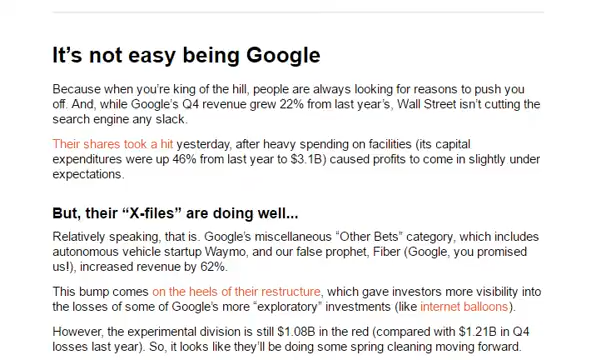 It's not easy being Google
Because when you're king of the hill, people are always looking for reasons to push you
off. And, while Google's Q4 revenue grew 22% from last year's, Wall Street isn't cutting the
search engine any slack.
Their shares took a hit yesterday, after heavy spending on facilities (its capital
expenditures were up 46% from last year to $3.1B) caused profits to come in slightly under
expectations.
But, their “X-files” are doing well...
Relatively speaking, that is. Google's miscellaneous “Other Bets” category, which includes
autonomous vehicle startup Waymo, and our false prophet, Fiber (Google, you promised
us!), increased revenue by 62%.
This bump comes on the heels of their restructure, which gave investors more visibility into
the losses of some of Google's more “exploratory” investments (like internet balloons).
However, the experimental division is still $1.08B in the red (compared with $1.21B in Q4
losses last year). So, it looks like they'll be doing some spring cleaning moving forward.